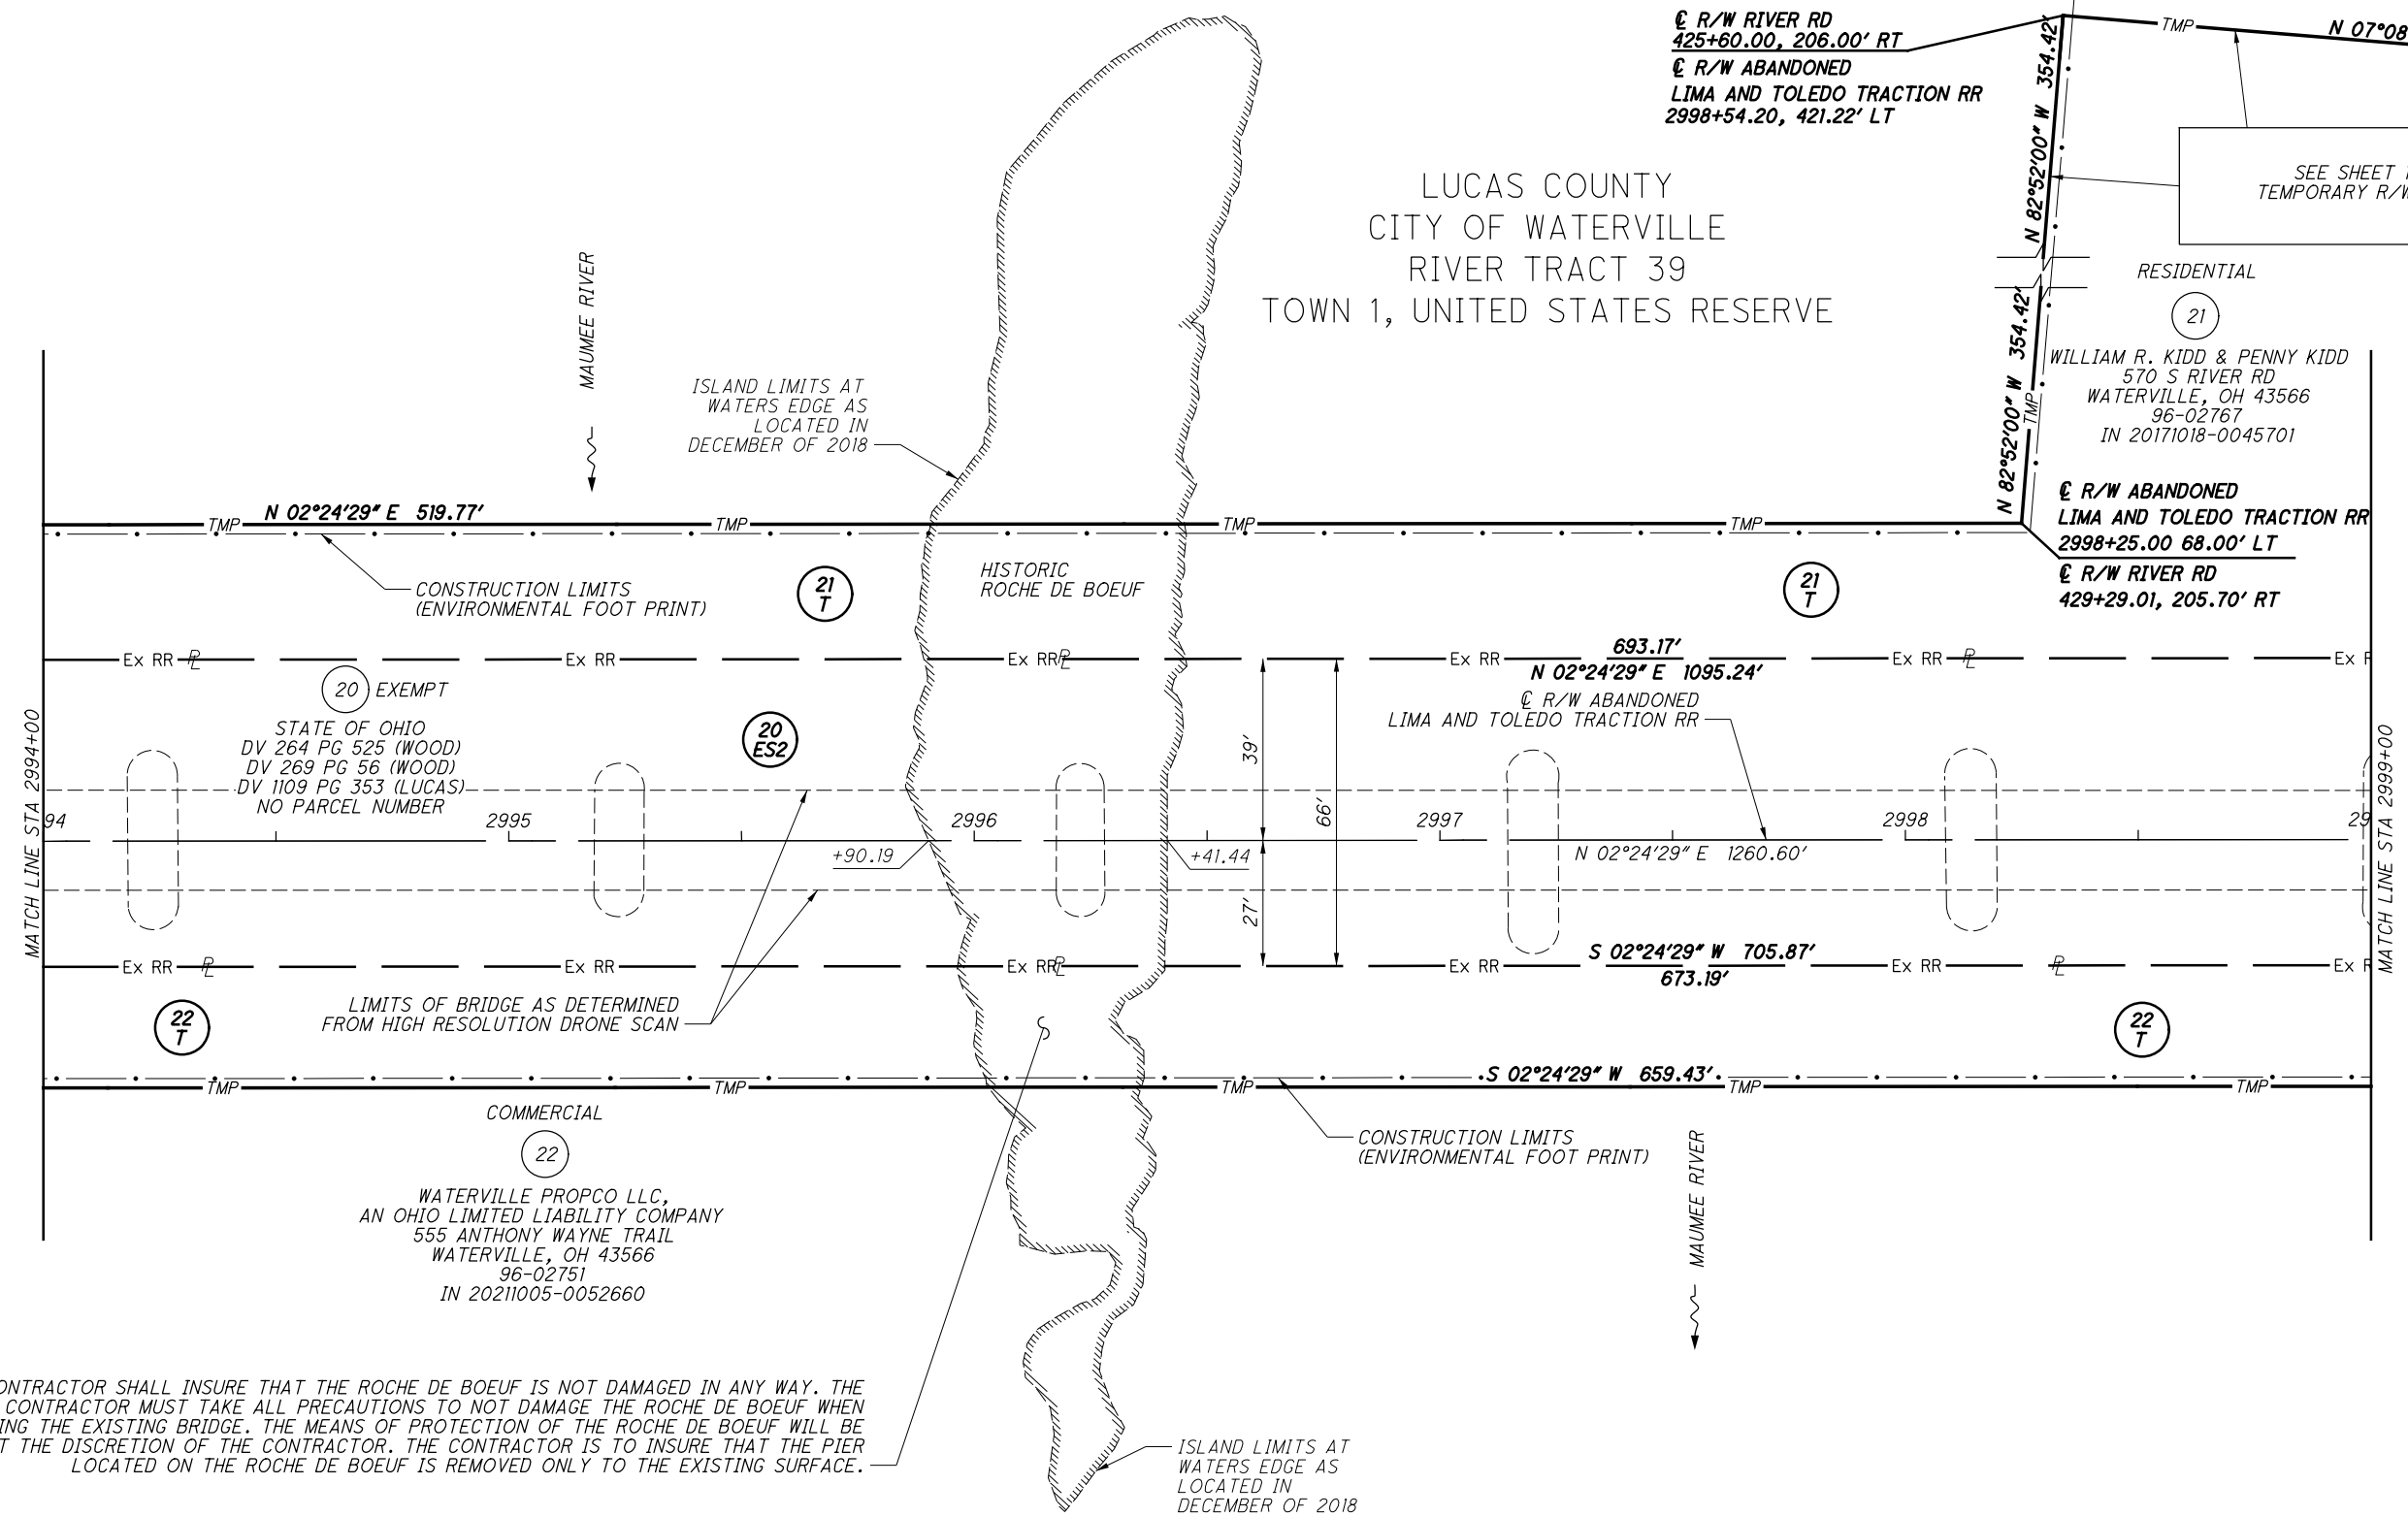 ℄ R/W RIVER RD
425+60.00, 206.00' RT
℄ R/W ABANDONED
LIMA AND TOLEDO TRACTION RR
2998+54.20, 421.22' LT
TMP
N 07°08
N 82°52'00" W 354.42'
SEE SHEET
TEMPORARY R/W
LUCAS COUNTY
CITY OF WATERVILLE
RIVER TRACT 39
TOWN 1, UNITED STATES RESERVE
MAUMEE RIVER
ISLAND LIMITS AT
WATERS EDGE AS
LOCATED IN
DECEMBER OF 2018
RESIDENTIAL
21
WILLIAM R. KIDD & PENNY KIDD
570 S RIVER RD
WATERVILLE, OH 43566
96-02767
IN 20171018-0045701
N 82°52'00" W 354.42'
TMP
℄ R/W ABANDONED
LIMA AND TOLEDO TRACTION RR
2998+25.00 68.00' LT
℄ R/W RIVER RD
429+29.01, 205.70' RT
N 02°24'29" E 519.77'
TMP TMP TMP TMP
CONSTRUCTION LIMITS
(ENVIRONMENTAL FOOT PRINT)
21
T
HISTORIC
ROCHE DE BOEUF
21
T
Ex RR ⅊ Ex RR Ex RR ⅊ Ex RR Ex RR ⅊ Ex R
693.17'
N 02°24'29" E 1095.24'
20 EXEMPT
STATE OF OHIO
DV 264 PG 525 (WOOD)
DV 269 PG 56 (WOOD)
DV 1109 PG 353 (LUCAS)
NO PARCEL NUMBER
20
ES2
℄ R/W ABANDONED
LIMA AND TOLEDO TRACTION RR
39'
66'
27'
MATCH LINE STA 2994+00
MATCH LINE STA 2999+00
94 2995 2996 2997 2998 29
+90.19
+41.44
N 02°24'29" E 1260.60'
Ex RR ⅊ Ex RR Ex RR ⅊ Ex RR Ex RR ⅊ Ex R
S 02°24'29" W 705.87'
673.19'
LIMITS OF BRIDGE AS DETERMINED
FROM HIGH RESOLUTION DRONE SCAN
22
T
22
T
S 02°24'29" W 659.43'
TMP TMP TMP TMP TMP
COMMERCIAL
22
WATERVILLE PROPCO LLC,
AN OHIO LIMITED LIABILITY COMPANY
555 ANTHONY WAYNE TRAIL
WATERVILLE, OH 43566
96-02751
IN 20211005-0052660
CONSTRUCTION LIMITS
(ENVIRONMENTAL FOOT PRINT)
MAUMEE RIVER
ONTRACTOR SHALL INSURE THAT THE ROCHE DE BOEUF IS NOT DAMAGED IN ANY WAY. THE
CONTRACTOR MUST TAKE ALL PRECAUTIONS TO NOT DAMAGE THE ROCHE DE BOEUF WHEN
ING THE EXISTING BRIDGE. THE MEANS OF PROTECTION OF THE ROCHE DE BOEUF WILL BE
T THE DISCRETION OF THE CONTRACTOR. THE CONTRACTOR IS TO INSURE THAT THE PIER
LOCATED ON THE ROCHE DE BOEUF IS REMOVED ONLY TO THE EXISTING SURFACE.
ISLAND LIMITS AT
WATERS EDGE AS
LOCATED IN
DECEMBER OF 2018